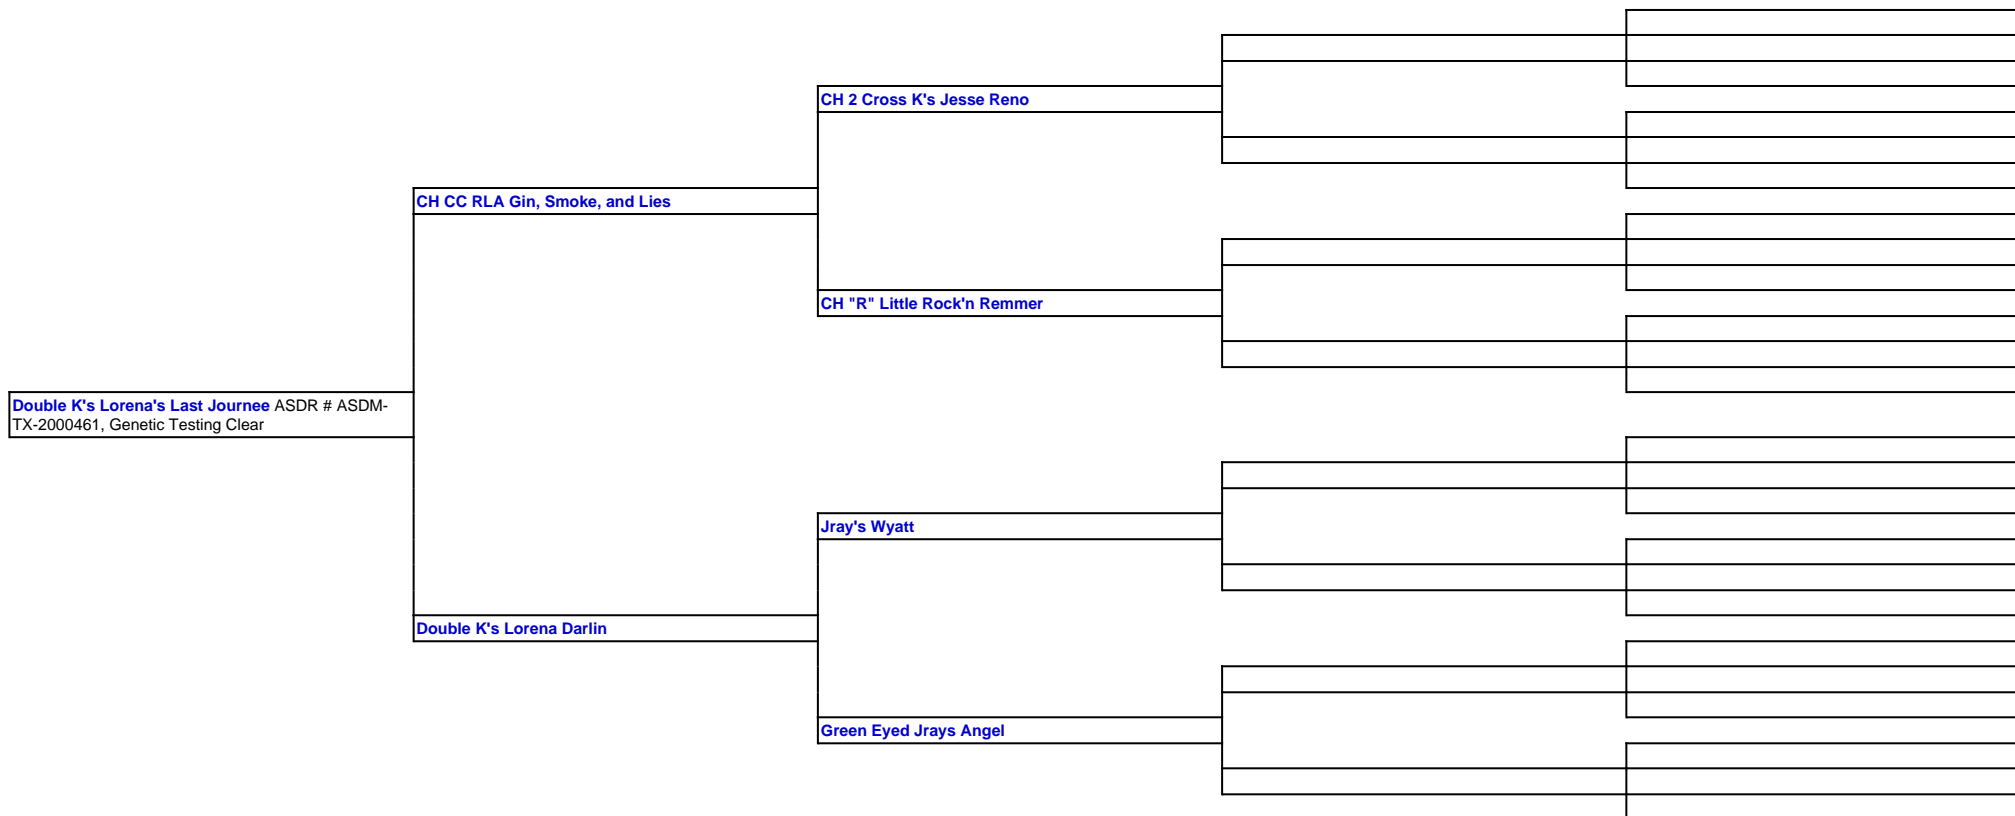 CH 2 Cross K's Jesse Reno
CH CC RLA Gin, Smoke, and Lies
CH "R" Little Rock'n Remmer
Double K's Lorena's Last Journee ASDR # ASDM-
TX-2000461, Genetic Testing Clear
Jray's Wyatt
Double K's Lorena Darlin
Green Eyed Jrays Angel